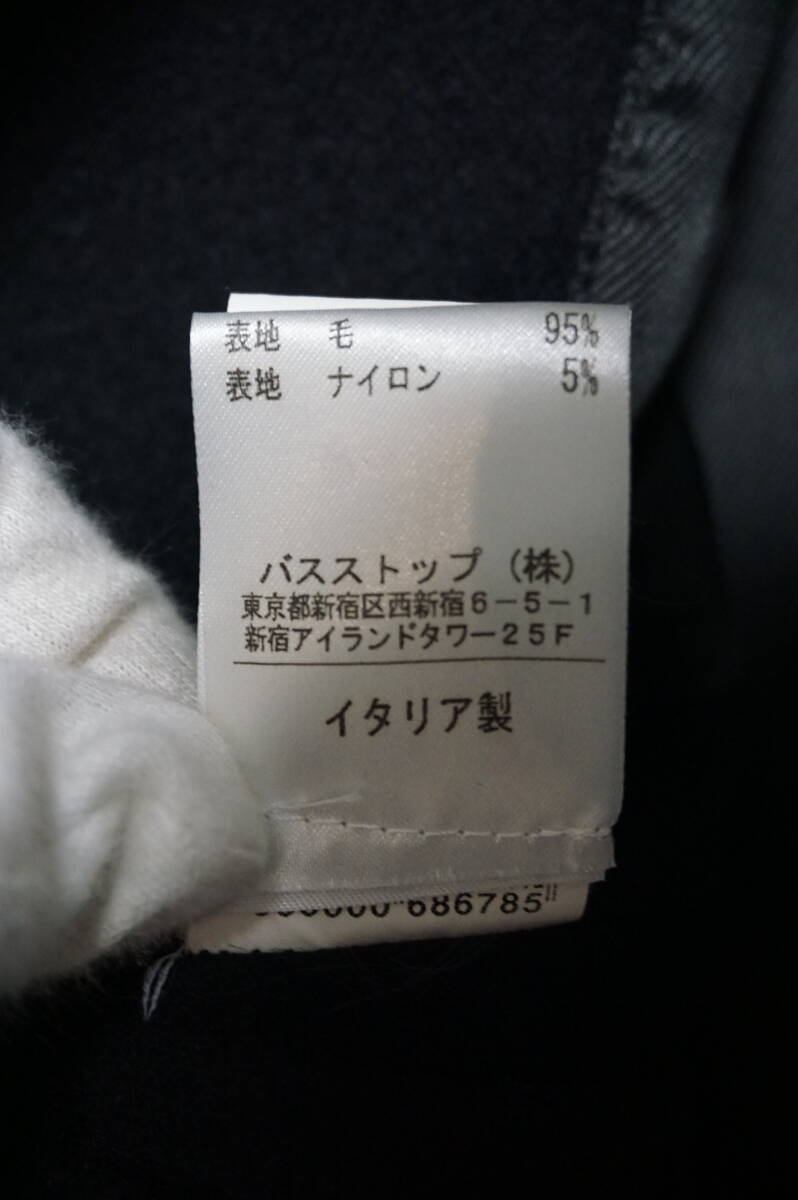 表地 毛 95%
表地 ナイロン 5%
バスストップ（株）
東京都新宿区西新宿6－5－1
新宿アイランドタワー25F
イタリア製
686785